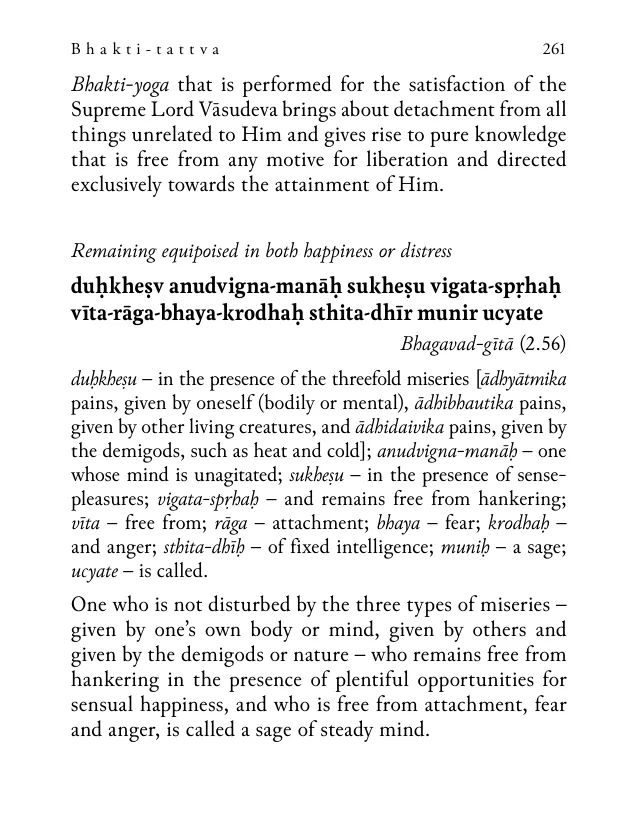 Bhakti-tattva 261
Bhakti-yoga that is performed for the satisfaction of the
Supreme Lord Vāsudeva brings about detachment from all
things unrelated to Him and gives rise to pure knowledge
that is free from any motive for liberation and directed
exclusively towards the attainment of Him.
Remaining equipoised in both happiness or distress
duḥkheṣv anudvigna-manāḥ sukheṣu vigata-spṛhaḥ
vīta-rāga-bhaya-krodhaḥ sthita-dhīr munir ucyate
Bhagavad-gītā (2.56)
duḥkheṣu – in the presence of the threefold miseries [ādhyātmika
pains, given by oneself (bodily or mental), ādhibhautika pains,
given by other living creatures, and ādhidaivika pains, given by
the demigods, such as heat and cold]; anudvigna-manāḥ – one
whose mind is unagitated; sukheṣu – in the presence of sense-
pleasures; vigata-spṛhaḥ – and remains free from hankering;
vīta – free from; rāga – attachment; bhaya – fear; krodhaḥ –
and anger; sthita-dhīḥ – of fixed intelligence; muniḥ – a sage;
ucyate – is called.
One who is not disturbed by the three types of miseries –
given by one's own body or mind, given by others and
given by the demigods or nature – who remains free from
hankering in the presence of plentiful opportunities for
sensual happiness, and who is free from attachment, fear
and anger, is called a sage of steady mind.